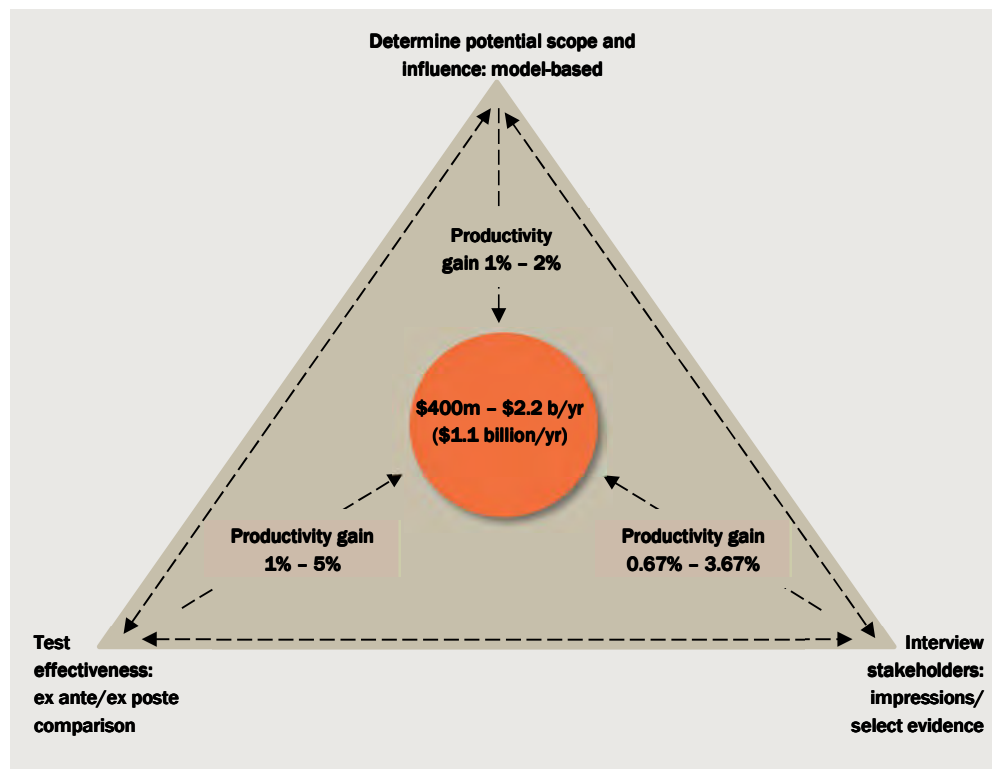 Determine potential scope and
influence: model-based
Productivity
gain 1% – 2%
$400m – $2.2 b/yr
($1.1 billion/yr)
Productivity gain
1% – 5%
Productivity gain
0.67% – 3.67%
Test
effectiveness:
ex ante/ex poste
comparison
Interview
stakeholders:
impressions/
select evidence